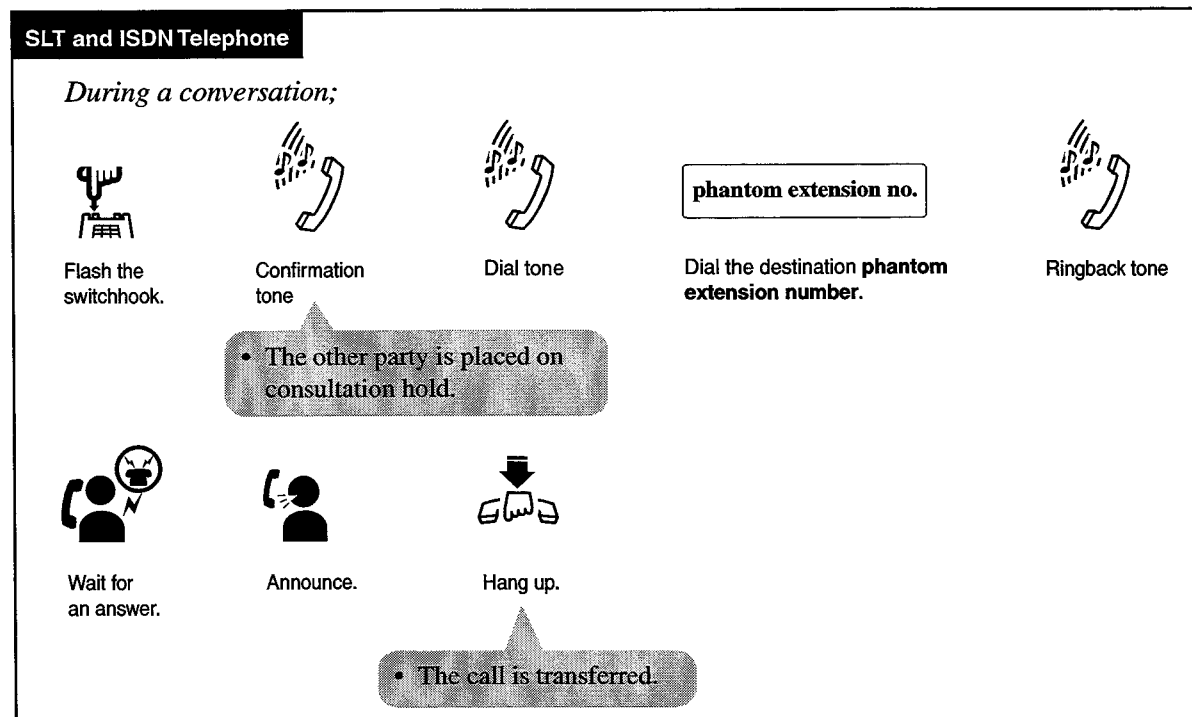 SLT and ISDN Telephone
During a conversation;
phantom extension no.
Flash the
switchhook.
Confirmation
tone
Dial tone
Dial the destination phantom
extension number.
Ringback tone
• The other party is placed on
consultation hold.
Wait for
an answer.
Announce.
Hang up.
• The call is transferred.